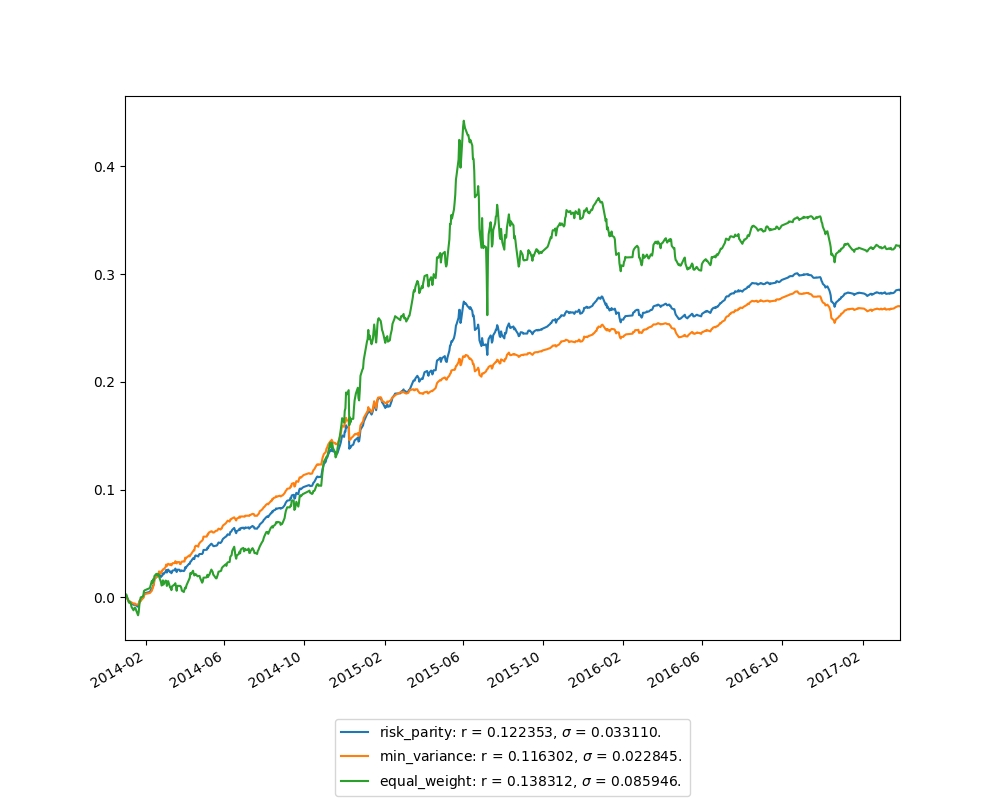 0.4
0.3
0.2
0.1
0.0
2014-02 2014-06 2014-10 2015-02 2015-06 2015-10 2016-02 2016-06 2016-10 2017-02
risk_parity: r = 0.122353, σ = 0.033110.
min_variance: r = 0.116302, σ = 0.022845.
equal_weight: r = 0.138312, σ = 0.085946.